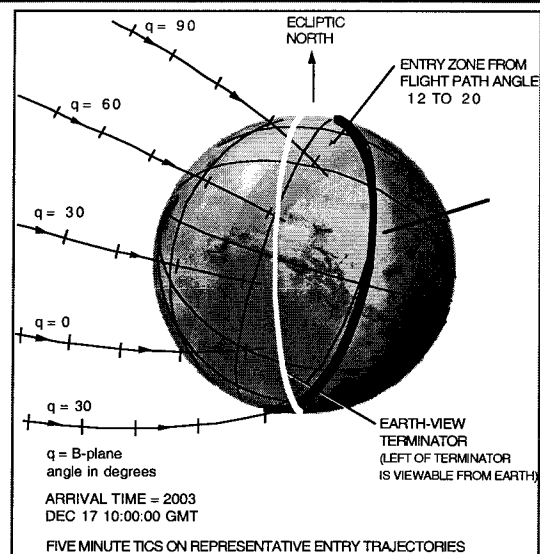 q = 90
ECLIPTIC
NORTH
ENTRY ZONE FROM
FLIGHT PATH ANGLE
12 TO 20
q = 60
q = 30
q = 0
q = 30
EARTH-VIEW
TERMINATOR
(LEFT OF TERMINATOR
IS VIEWABLE FROM EARTH)
q = B-plane
angle in degrees
ARRIVAL TIME = 2003
DEC 17 10:00:00 GMT
FIVE MINUTE TICS ON REPRESENTATIVE ENTRY TRAJECTORIES